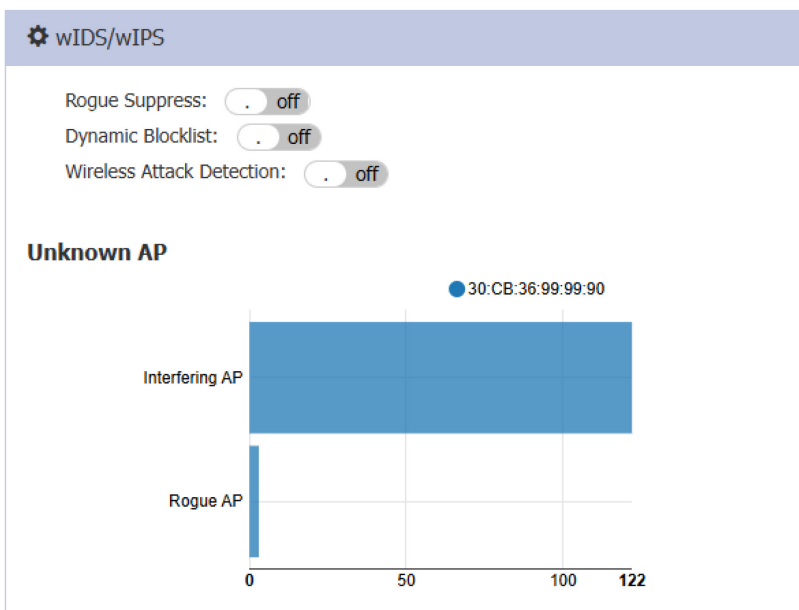 wIDS/wIPS
Rogue Suppress: . off
Dynamic Blocklist: . off
Wireless Attack Detection: . off
Unknown AP
30:CB:36:99:99:90
Interfering AP
Rogue AP
0 50 100 122